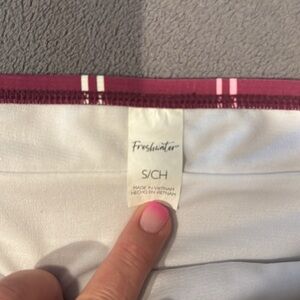 Freshwater
S/CH
MADE IN VIETNAM
HECHO EN VIETNAM